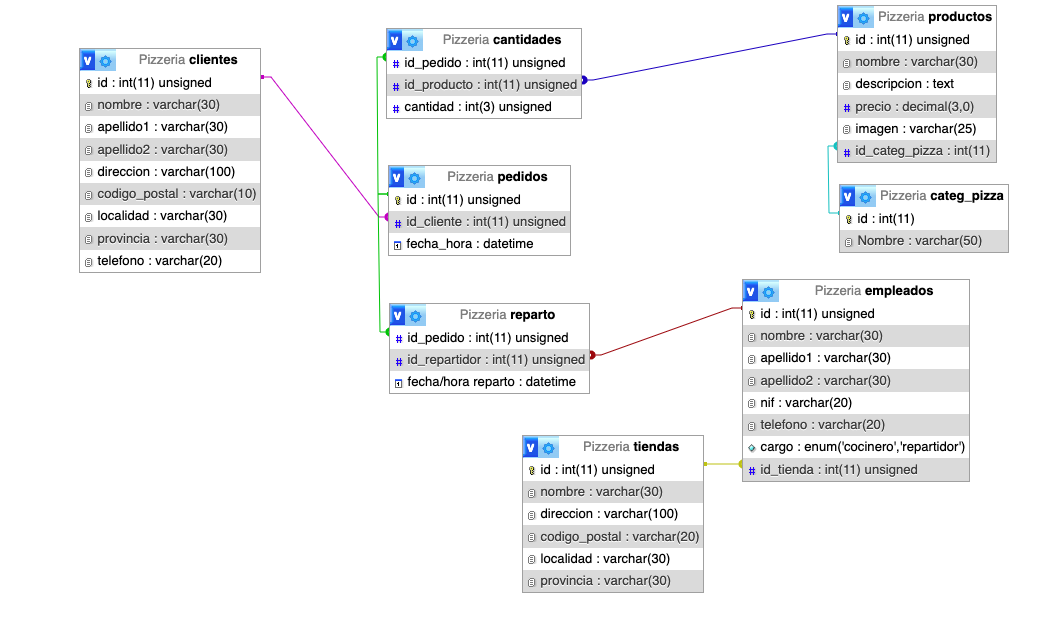 Pizzeria clientes
id : int(11) unsigned
nombre : varchar(30)
apellido1 : varchar(30)
apellido2 : varchar(30)
direccion : varchar(100)
codigo_postal : varchar(10)
localidad : varchar(30)
provincia : varchar(30)
telefono : varchar(20)
Pizzeria cantidades
id_pedido : int(11) unsigned
id_producto : int(11) unsigned
cantidad : int(3) unsigned
Pizzeria pedidos
id : int(11) unsigned
id_cliente : int(11) unsigned
fecha_hora : datetime
Pizzeria reparto
id_pedido : int(11) unsigned
id_repartidor : int(11) unsigned
fecha/hora reparto : datetime
Pizzeria tiendas
id : int(11) unsigned
nombre : varchar(30)
direccion : varchar(100)
codigo_postal : varchar(20)
localidad : varchar(30)
provincia : varchar(30)
Pizzeria productos
id : int(11) unsigned
nombre : varchar(30)
descripcion : text
precio : decimal(3,0)
imagen : varchar(25)
id_categ_pizza : int(11)
Pizzeria categ_pizza
id : int(11)
Nombre : varchar(50)
Pizzeria empleados
id : int(11) unsigned
nombre : varchar(30)
apellido1 : varchar(30)
apellido2 : varchar(30)
nif : varchar(20)
telefono : varchar(20)
cargo : enum('cocinero','repartidor')
id_tienda : int(11) unsigned